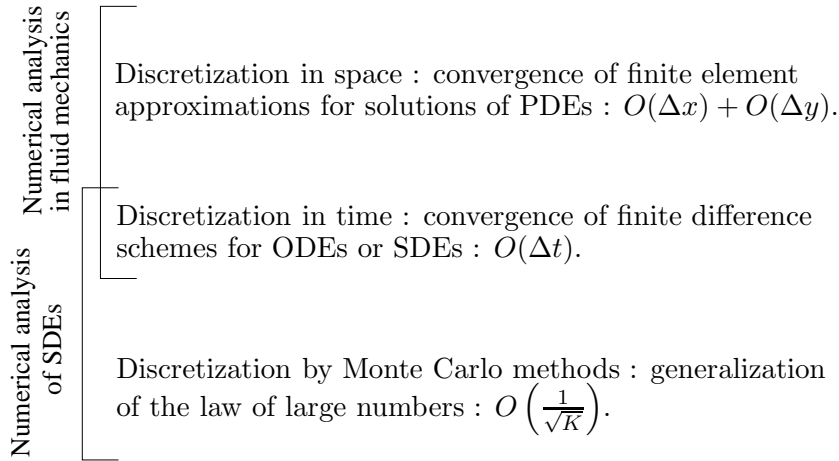 Numerical analysis
in fluid mechanics
Discretization in space : convergence of finite element
approximations for solutions of PDEs : O(Δx) + O(Δy).
Numerical analysis
of SDEs
Discretization in time : convergence of finite difference
schemes for ODEs or SDEs : O(Δt).
Discretization by Monte Carlo methods : generalization
of the law of large numbers : O(1/√K).